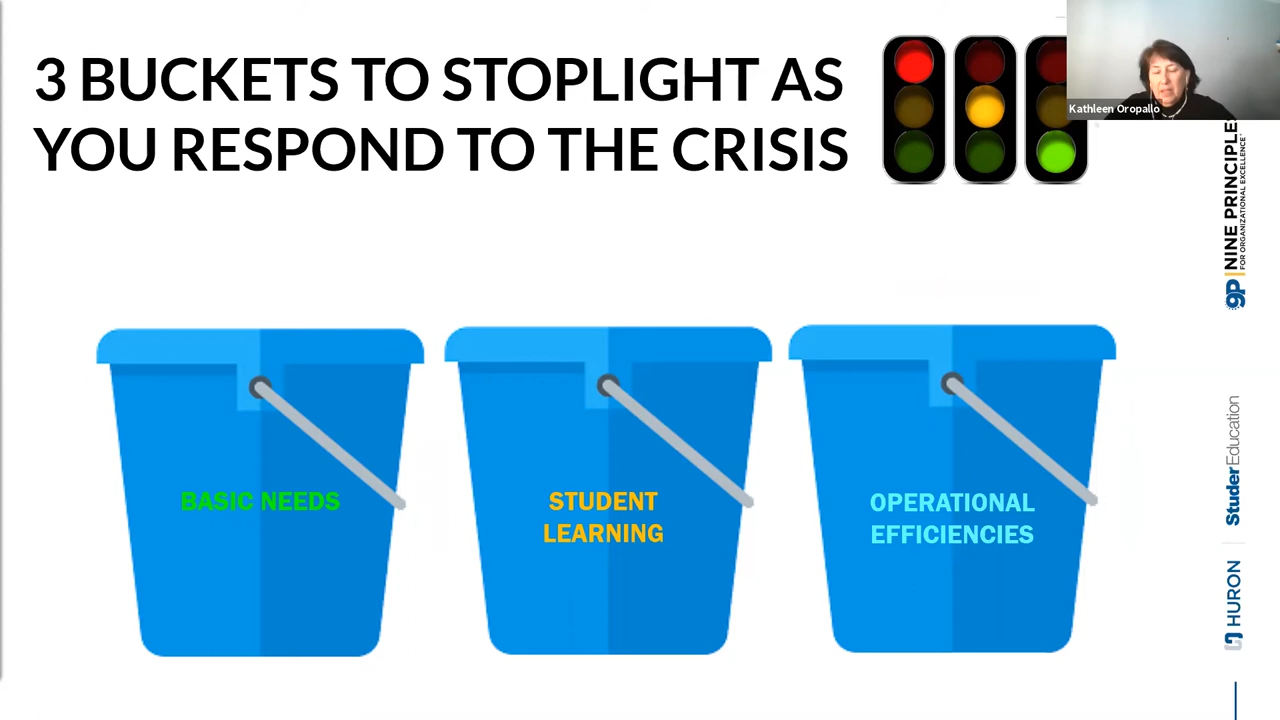 3 BUCKETS TO STOPLIGHT AS
YOU RESPOND TO THE CRISIS
Kathleen Oropallo
BASIC NEEDS
STUDENT
LEARNING
OPERATIONAL
EFFICIENCIES
9P NINE PRINCIPLES
FOR ORGANIZATIONAL EXCELLENCE
StuderEducation
HURON